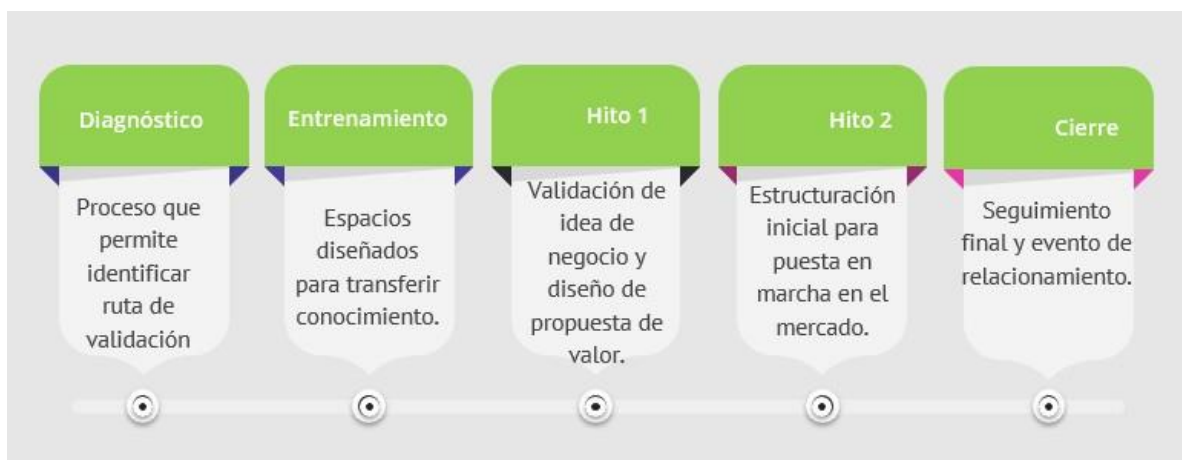 Diagnóstico
Proceso que
permite
identificar
ruta de
validación
Entrenamiento
Espacios
diseñados
para transferir
conocimiento.
Hito 1
Validación de
idea de
negocio y
diseño de
propuesta de
valor.
Hito 2
Estructuración
inicial para
puesta en
marcha en el
mercado.
Cierre
Seguimiento
final y evento de
relacionamiento.